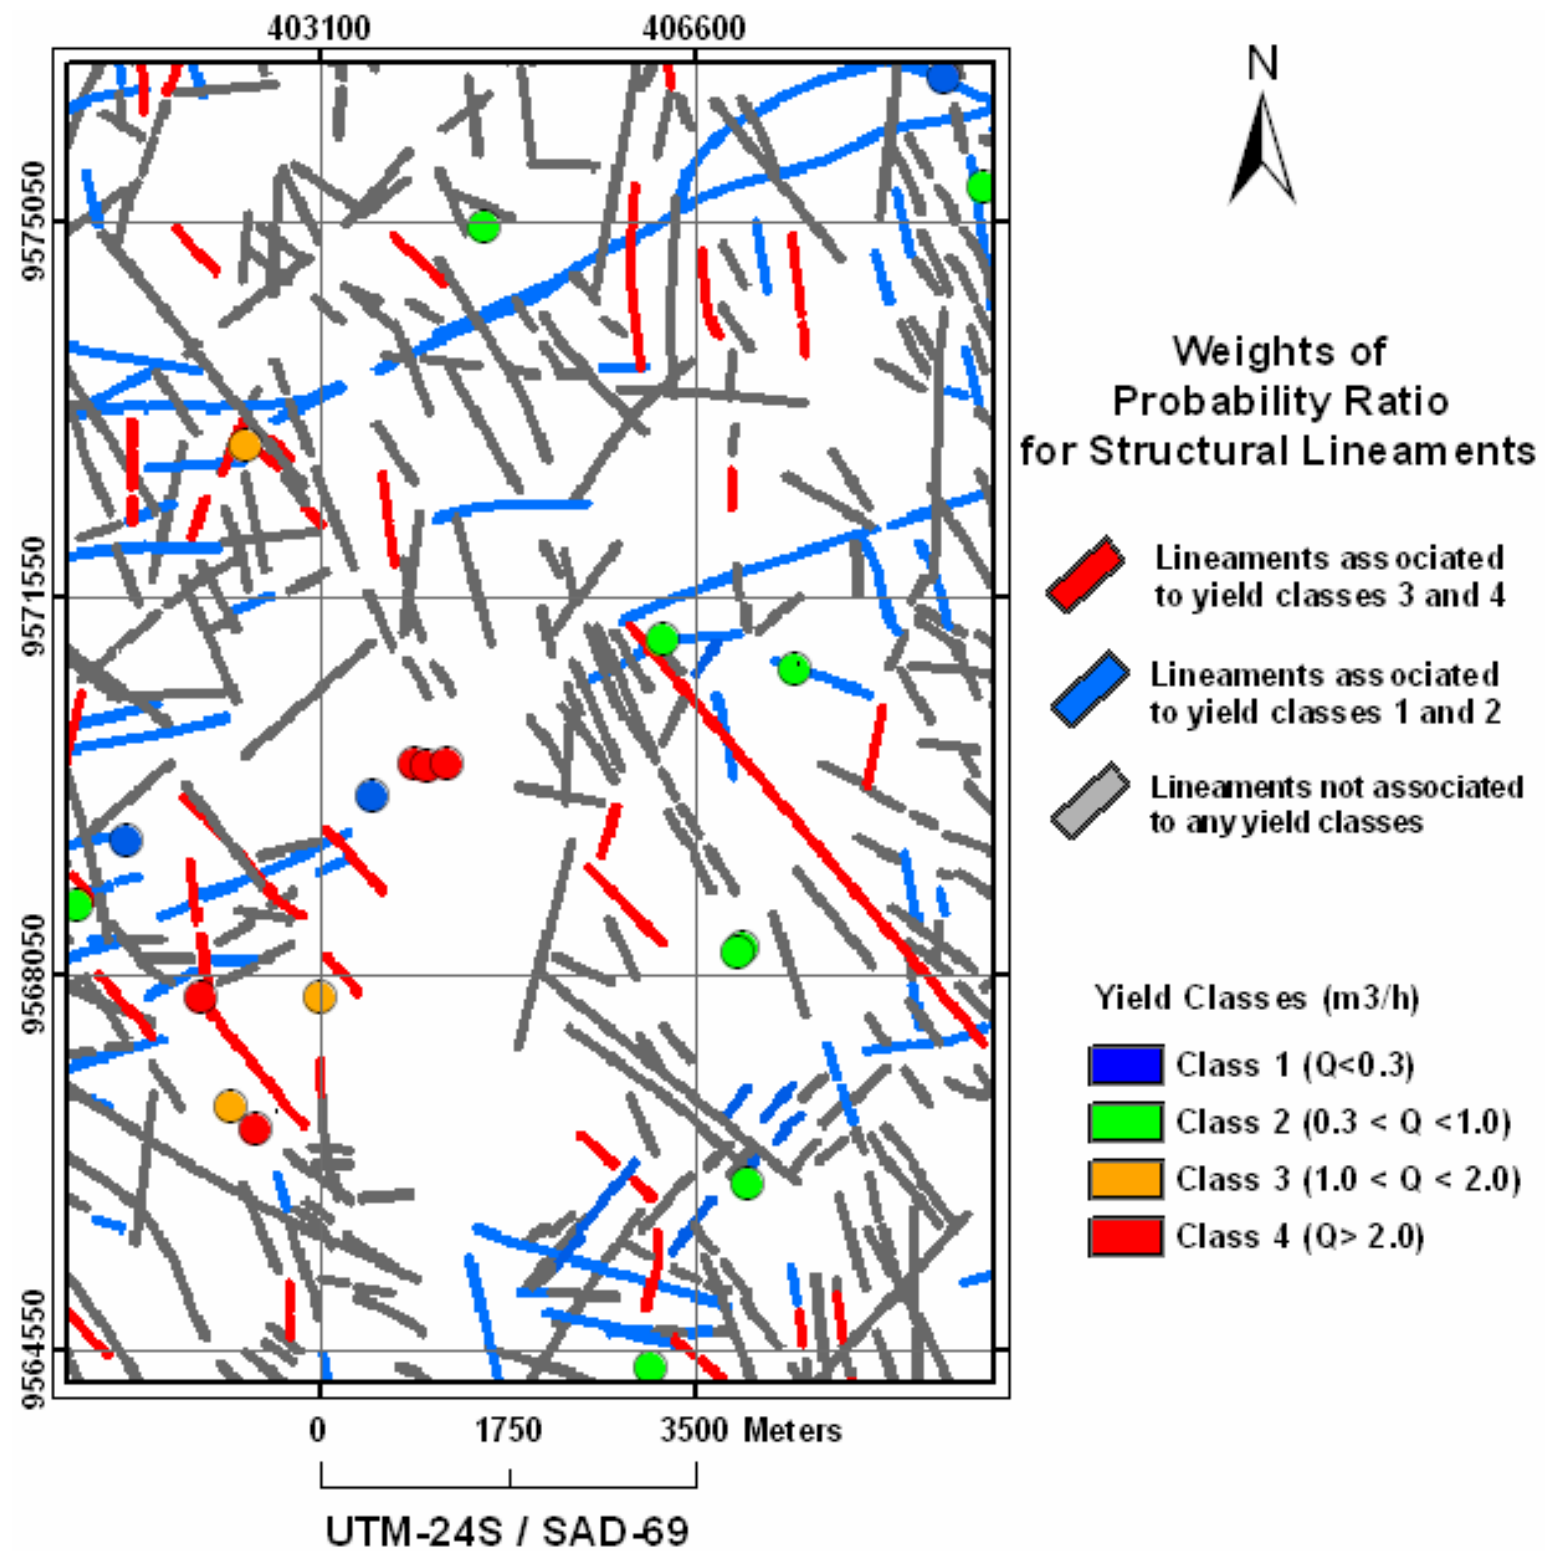 403100 406600
N
9575050
9571550
9568050
9564550
Weights of
Probability Ratio
for Structural Lineaments
Lineaments associated
to yield classes 3 and 4
Lineaments associated
to yield classes 1 and 2
Lineaments not associated
to any yield classes
Yield Classes (m3/h)
Class 1 (Q<0.3)
Class 2 (0.3 < Q <1.0)
Class 3 (1.0 < Q < 2.0)
Class 4 (Q> 2.0)
0 1750 3500 Meters
UTM-24S / SAD-69